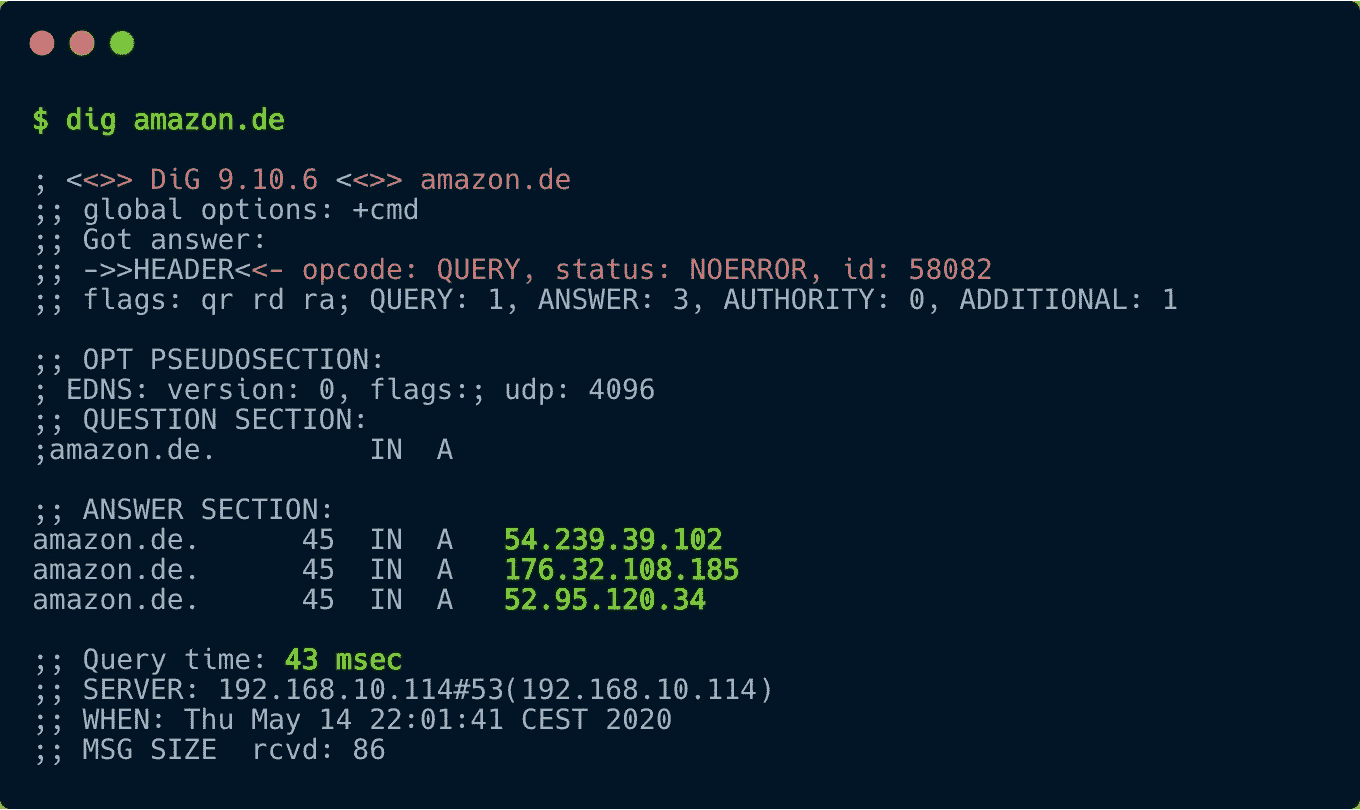 $ dig amazon.de
; <<>> DiG 9.10.6 <<>> amazon.de
;; global options: +cmd
;; Got answer:
;; ->>HEADER<<- opcode: QUERY, status: NOERROR, id: 58082
;; flags: qr rd ra; QUERY: 1, ANSWER: 3, AUTHORITY: 0, ADDITIONAL: 1
;; OPT PSEUDOSECTION:
; EDNS: version: 0, flags:; udp: 4096
;; QUESTION SECTION:
;amazon.de.         IN  A
;; ANSWER SECTION:
amazon.de.      45  IN  A   54.239.39.102
amazon.de.      45  IN  A   176.32.108.185
amazon.de.      45  IN  A   52.95.120.34
;; Query time: 43 msec
;; SERVER: 192.168.10.114#53(192.168.10.114)
;; WHEN: Thu May 14 22:01:41 CEST 2020
;; MSG SIZE  rcvd: 86